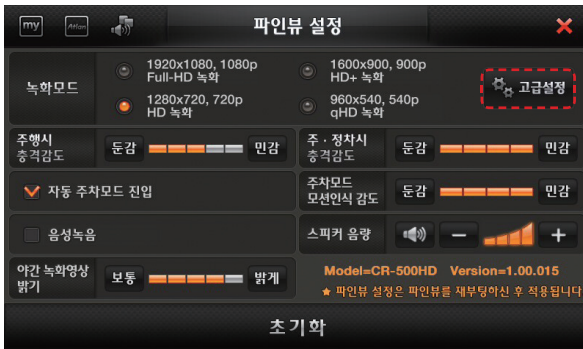 my Atlan 파인뷰 설정
녹화모드
1920x1080, 1080p
Full-HD 녹화
1600x900, 900p
HD+ 녹화
1280x720, 720p
HD 녹화
960x540, 540p
qHD 녹화
고급설정
주행시
충격감도
둔감 민감
주 · 정차시
충격감도
둔감 민감
자동 주차모드 진입
주차모드
모션인식 감도
둔감 민감
음성녹음
스피커 음량
야간 녹화영상
밝기
보통 밝게
Model=CR-500HD Version=1.00.015
★ 파인뷰 설정은 파인뷰를 재부팅하신 후 적용됩니다
초기화